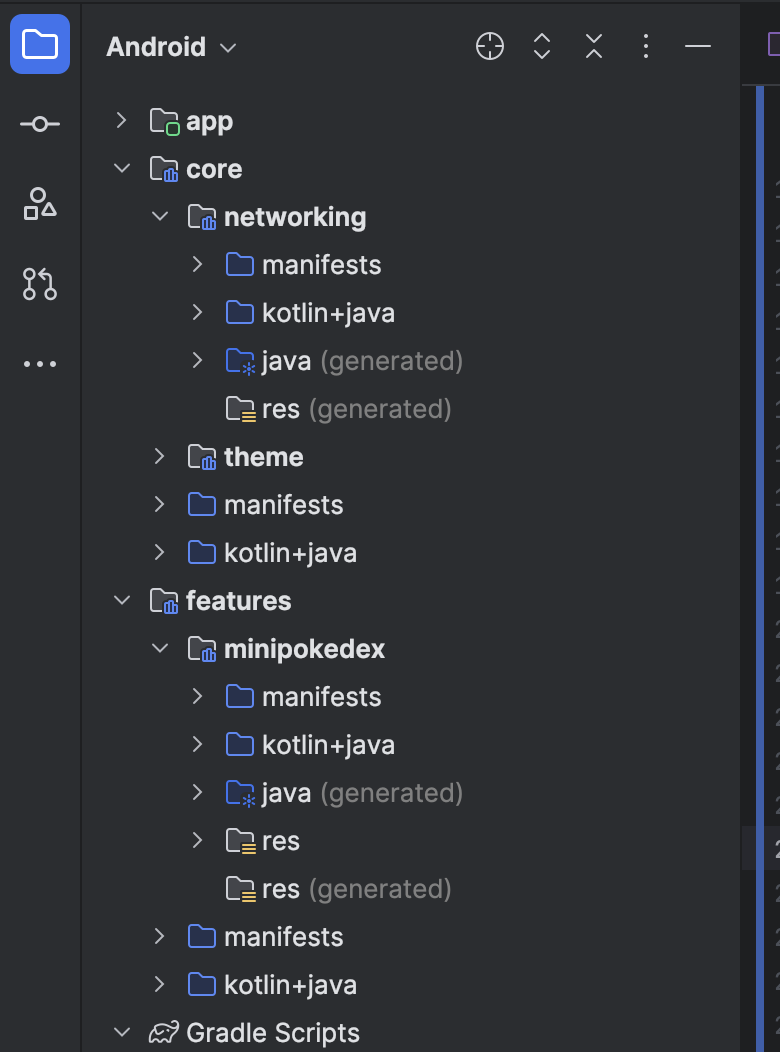 Android
app
core
networking
manifests
kotlin+java
java (generated)
res (generated)
theme
manifests
kotlin+java
features
minipokedex
manifests
kotlin+java
java (generated)
res
res (generated)
manifests
kotlin+java
Gradle Scripts